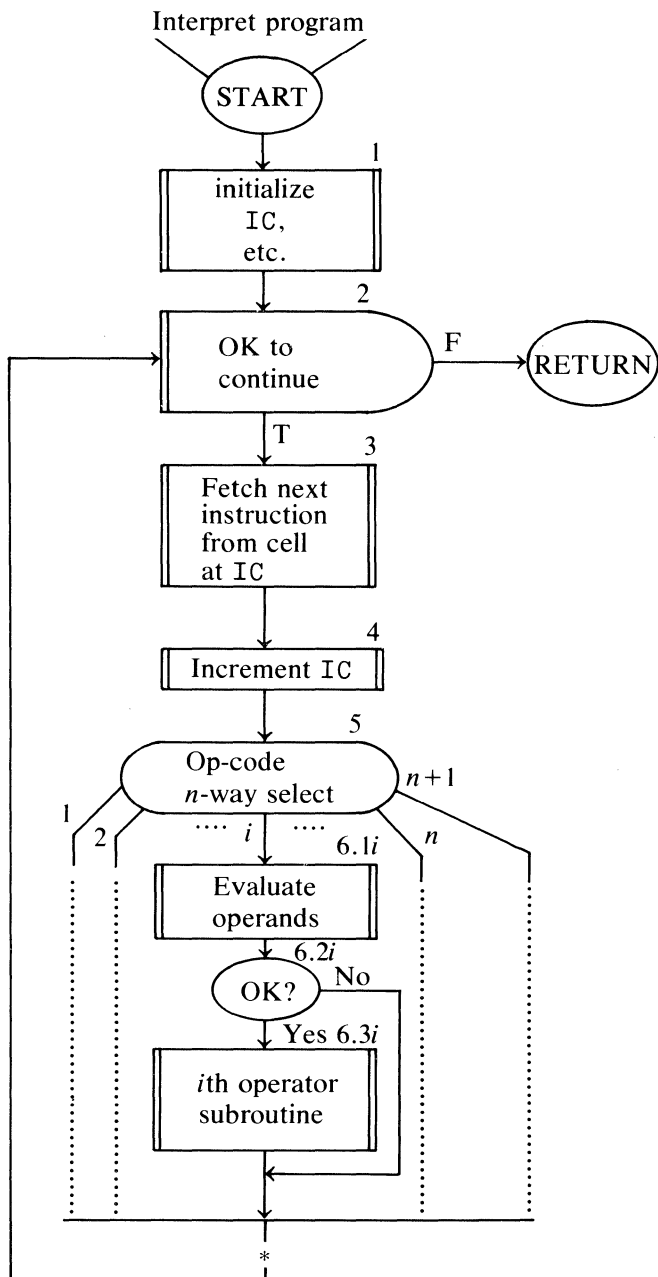 Interpret program
START
1
initialize
IC,
etc.
2
OK to
continue
F
RETURN
T
3
Fetch next
instruction
from cell
at IC
4
Increment IC
5
Op-code
n-way select
n+1
1
2
.... i ....
n
6.1i
Evaluate
operands
6.2i
OK?
No
Yes 6.3i
ith operator
subroutine
*